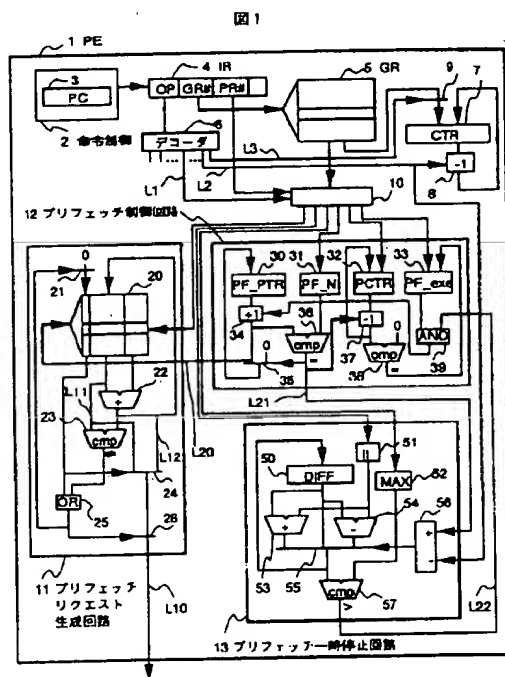 図1
1 PE
4 IR
5 GR
3
PC
OP GR# PR#
9
7
2 命令制御
デコーダ
6
L3
CTR
L1
L2
-1
8
10
12 プリフェッチ制御回路
0
20
21
30
31
32
33
PF_PTR
PF_N
PCTR
PF_exe
+1
36
-1
0
AND
34
cmp
37
cmp
38
39
0
=
=
35
L21
L11
22
+
23
cmp
≠
L12
L20
24
OR
25
26
51
||
50
DIFF
MAX
52
54
56
+
-
+
-
53
55
cmp
57
>
L22
11 プリフェッチ
リクエスト
生成回路
L10
13 プリフェッチ一時停止回路